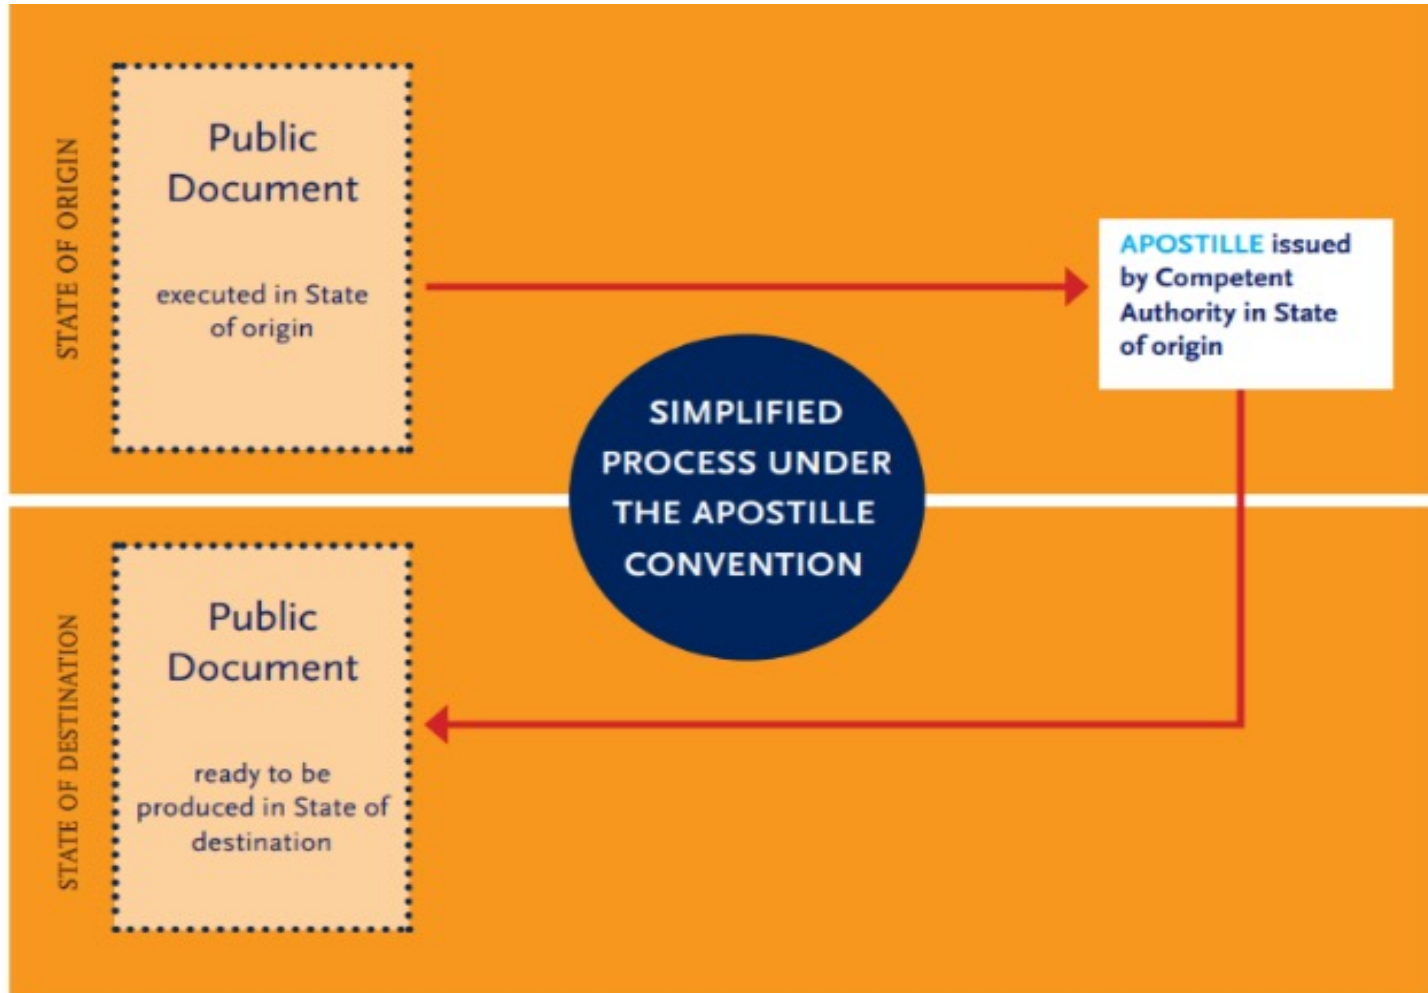 STATE OF ORIGIN
Public
Document
executed in State
of origin
APOSTILLE issued
by Competent
Authority in State
of origin
SIMPLIFIED
PROCESS UNDER
THE APOSTILLE
CONVENTION
STATE OF DESTINATION
Public
Document
ready to be
produced in State of
destination